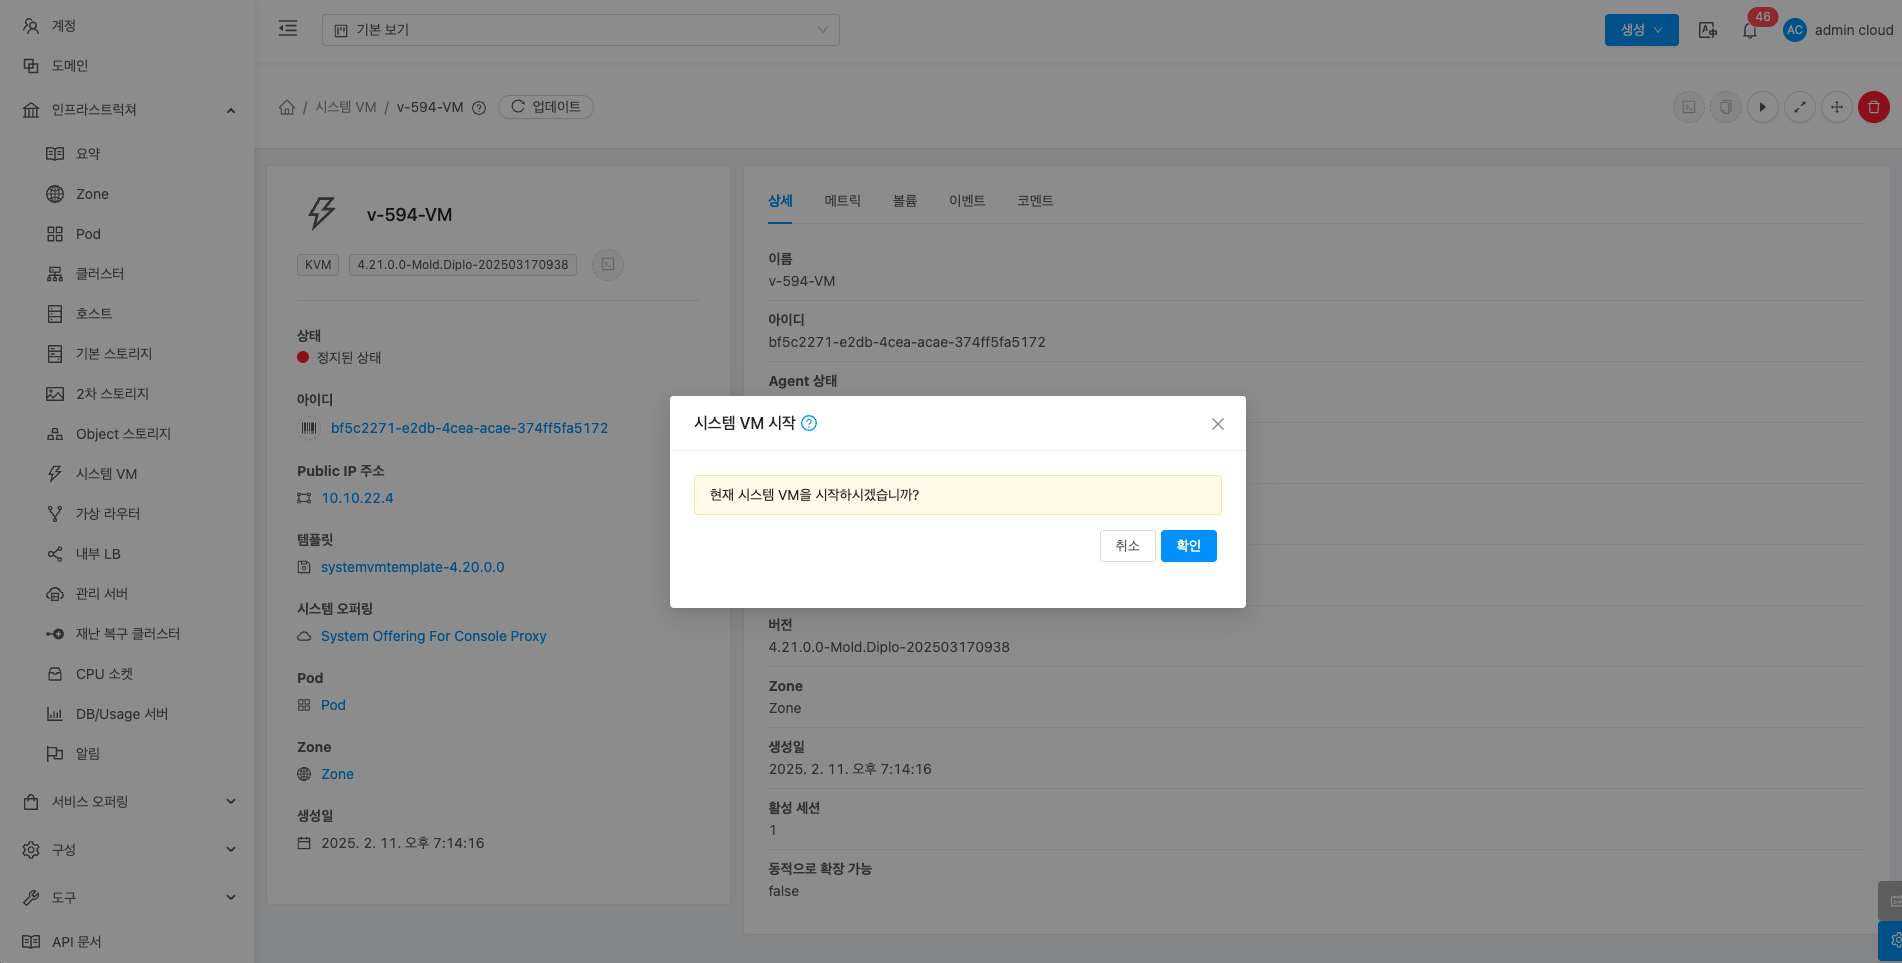 계정
도메인
인프라스트럭쳐
요약
Zone
Pod
클러스터
호스트
기본 스토리지
2차 스토리지
Object 스토리지
시스템 VM
가상 라우터
내부 LB
관리 서버
재난 복구 클러스터
CPU 소켓
DB/Usage 서버
알림
서비스 오퍼링
구성
도구
API 문서
기본 보기
생성
46
AC
admin cloud
/ 시스템 VM / v-594-VM
업데이트
v-594-VM
KVM
4.21.0.0-Mold.Diplo-202503170938
상태
정지된 상태
아이디
bf5c2271-e2db-4cea-acae-374ff5fa5172
Public IP 주소
10.10.22.4
템플릿
systemvmtemplate-4.20.0.0
시스템 오퍼링
System Offering For Console Proxy
Pod
Pod
Zone
Zone
생성일
2025. 2. 11. 오후 7:14:16
상세 메트릭 볼륨 이벤트 코멘트
이름
v-594-VM
아이디
bf5c2271-e2db-4cea-acae-374ff5fa5172
Agent 상태
시스템 VM 시작
현재 시스템 VM을 시작하시겠습니까?
취소
확인
버전
4.21.0.0-Mold.Diplo-202503170938
Zone
Zone
생성일
2025. 2. 11. 오후 7:14:16
활성 세션
1
동적으로 확장 가능
false